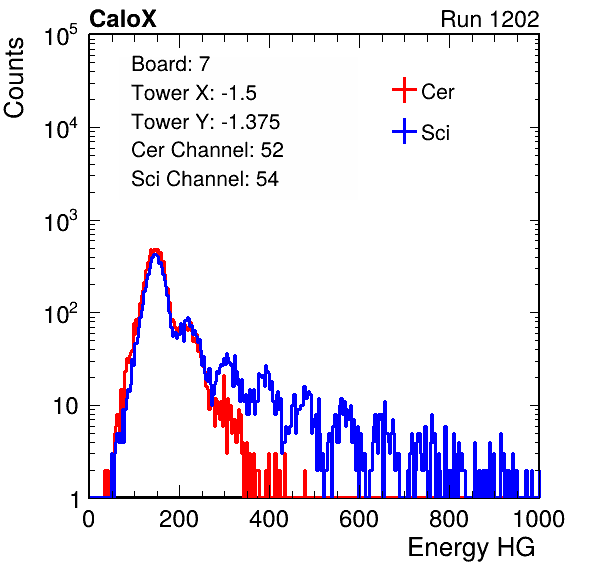 CaloX Run 1202
Counts
Board: 7
Tower X: -1.5
Tower Y: -1.375
Cer Channel: 52
Sci Channel: 54
Cer
Sci
10^5
10^4
10^3
10^2
10
1
0 200 400 600 800 1000
Energy HG